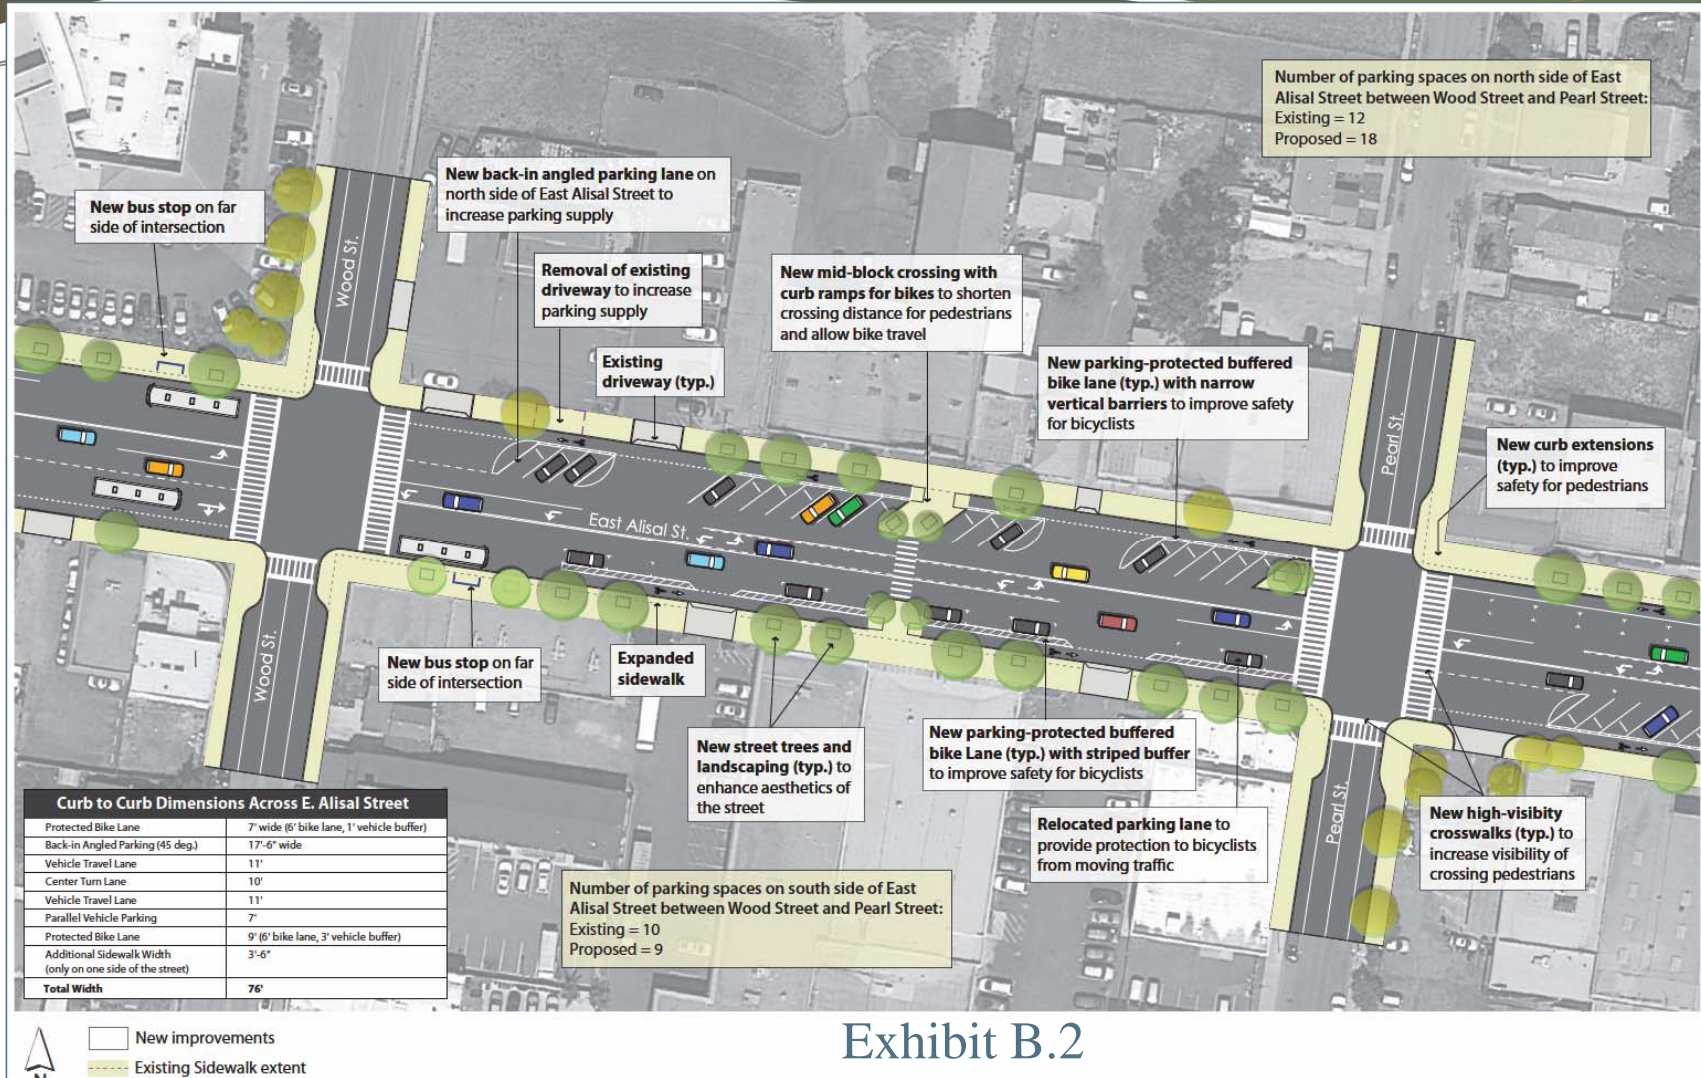 Number of parking spaces on north side of East
Alisal Street between Wood Street and Pearl Street:
Existing = 12
Proposed = 18
New back-in angled parking lane on
north side of East Alisal Street to
increase parking supply
New bus stop on far
side of intersection
Wood St.
Removal of existing
driveway to increase
parking supply
New mid-block crossing with
curb ramps for bikes to shorten
crossing distance for pedestrians
and allow bike travel
Existing
driveway (typ.)
New parking-protected buffered
bike lane (typ.) with narrow
vertical barriers to improve safety
for bicyclists
Pearl St.
New curb extensions
(typ.) to improve
safety for pedestrians
East Alisal St.
Wood St.
New bus stop on far
side of intersection
Expanded
sidewalk
New street trees and
landscaping (typ.) to
enhance aesthetics of
the street
New parking-protected buffered
bike Lane (typ.) with striped buffer
to improve safety for bicyclists
Relocated parking lane to
provide protection to bicyclists
from moving traffic
Pearl St.
New high-visibity
crosswalks (typ.) to
increase visibility of
crossing pedestrians
Curb to Curb Dimensions Across E. Alisal Street
Protected Bike Lane 7' wide (6' bike lane, 1' vehicle buffer)
Back-in Angled Parking (45 deg.) 17'-6" wide
Vehicle Travel Lane 11'
Center Turn Lane 10'
Vehicle Travel Lane 11'
Parallel Vehicle Parking 7'
Protected Bike Lane 9' (6' bike lane, 3' vehicle buffer)
Additional Sidewalk Width 3'-6"
(only on one side of the street)
Total Width 76'
Number of parking spaces on south side of East
Alisal Street between Wood Street and Pearl Street:
Existing = 10
Proposed = 9
New improvements
Existing Sidewalk extent
N
Exhibit B.2